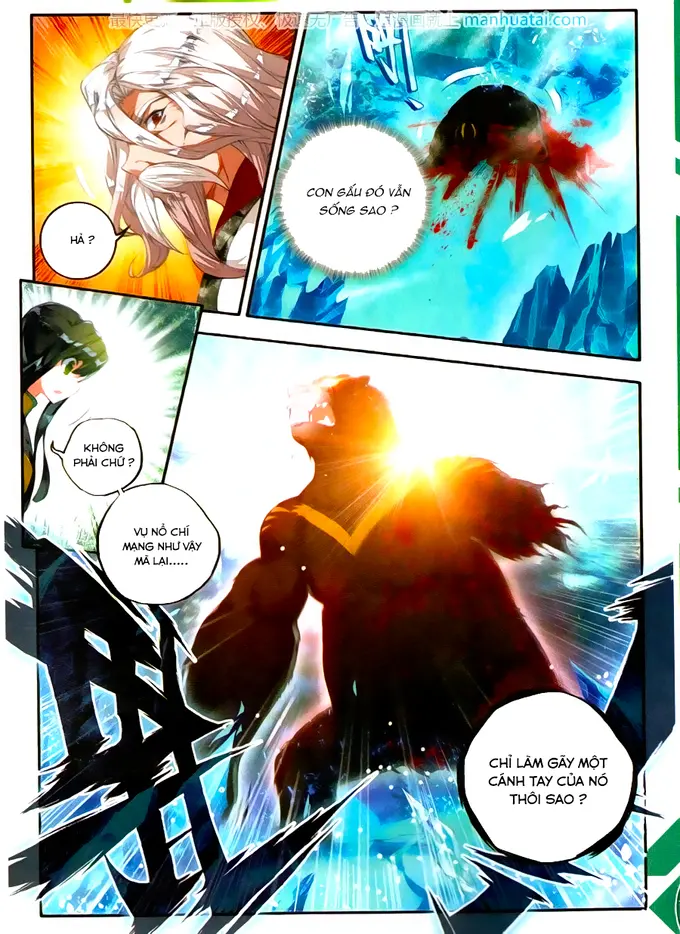 manhuatai.com
HẢ ?
CON GẤU ĐÓ VẪN
SỐNG SAO ?
KHÔNG
PHẢI CHỨ ?
VỤ NỔ CHÍ
MẠNG NHƯ VẬY
MÀ LẠI.....
CHỈ LÀM GÃY MỘT
CÁNH TAY CỦA NÓ
THÔI SAO ?